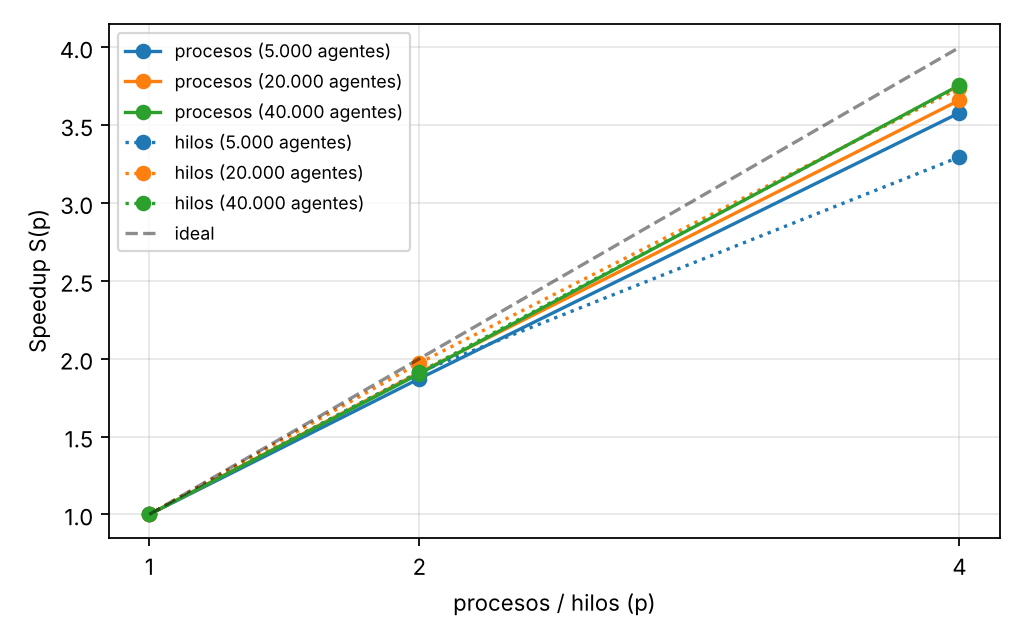 procesos (5.000 agentes)
procesos (20.000 agentes)
procesos (40.000 agentes)
hilos (5.000 agentes)
hilos (20.000 agentes)
hilos (40.000 agentes)
ideal
Speedup S(p)
4.0
3.5
3.0
2.5
2.0
1.5
1.0
1
2
4
procesos / hilos (p)